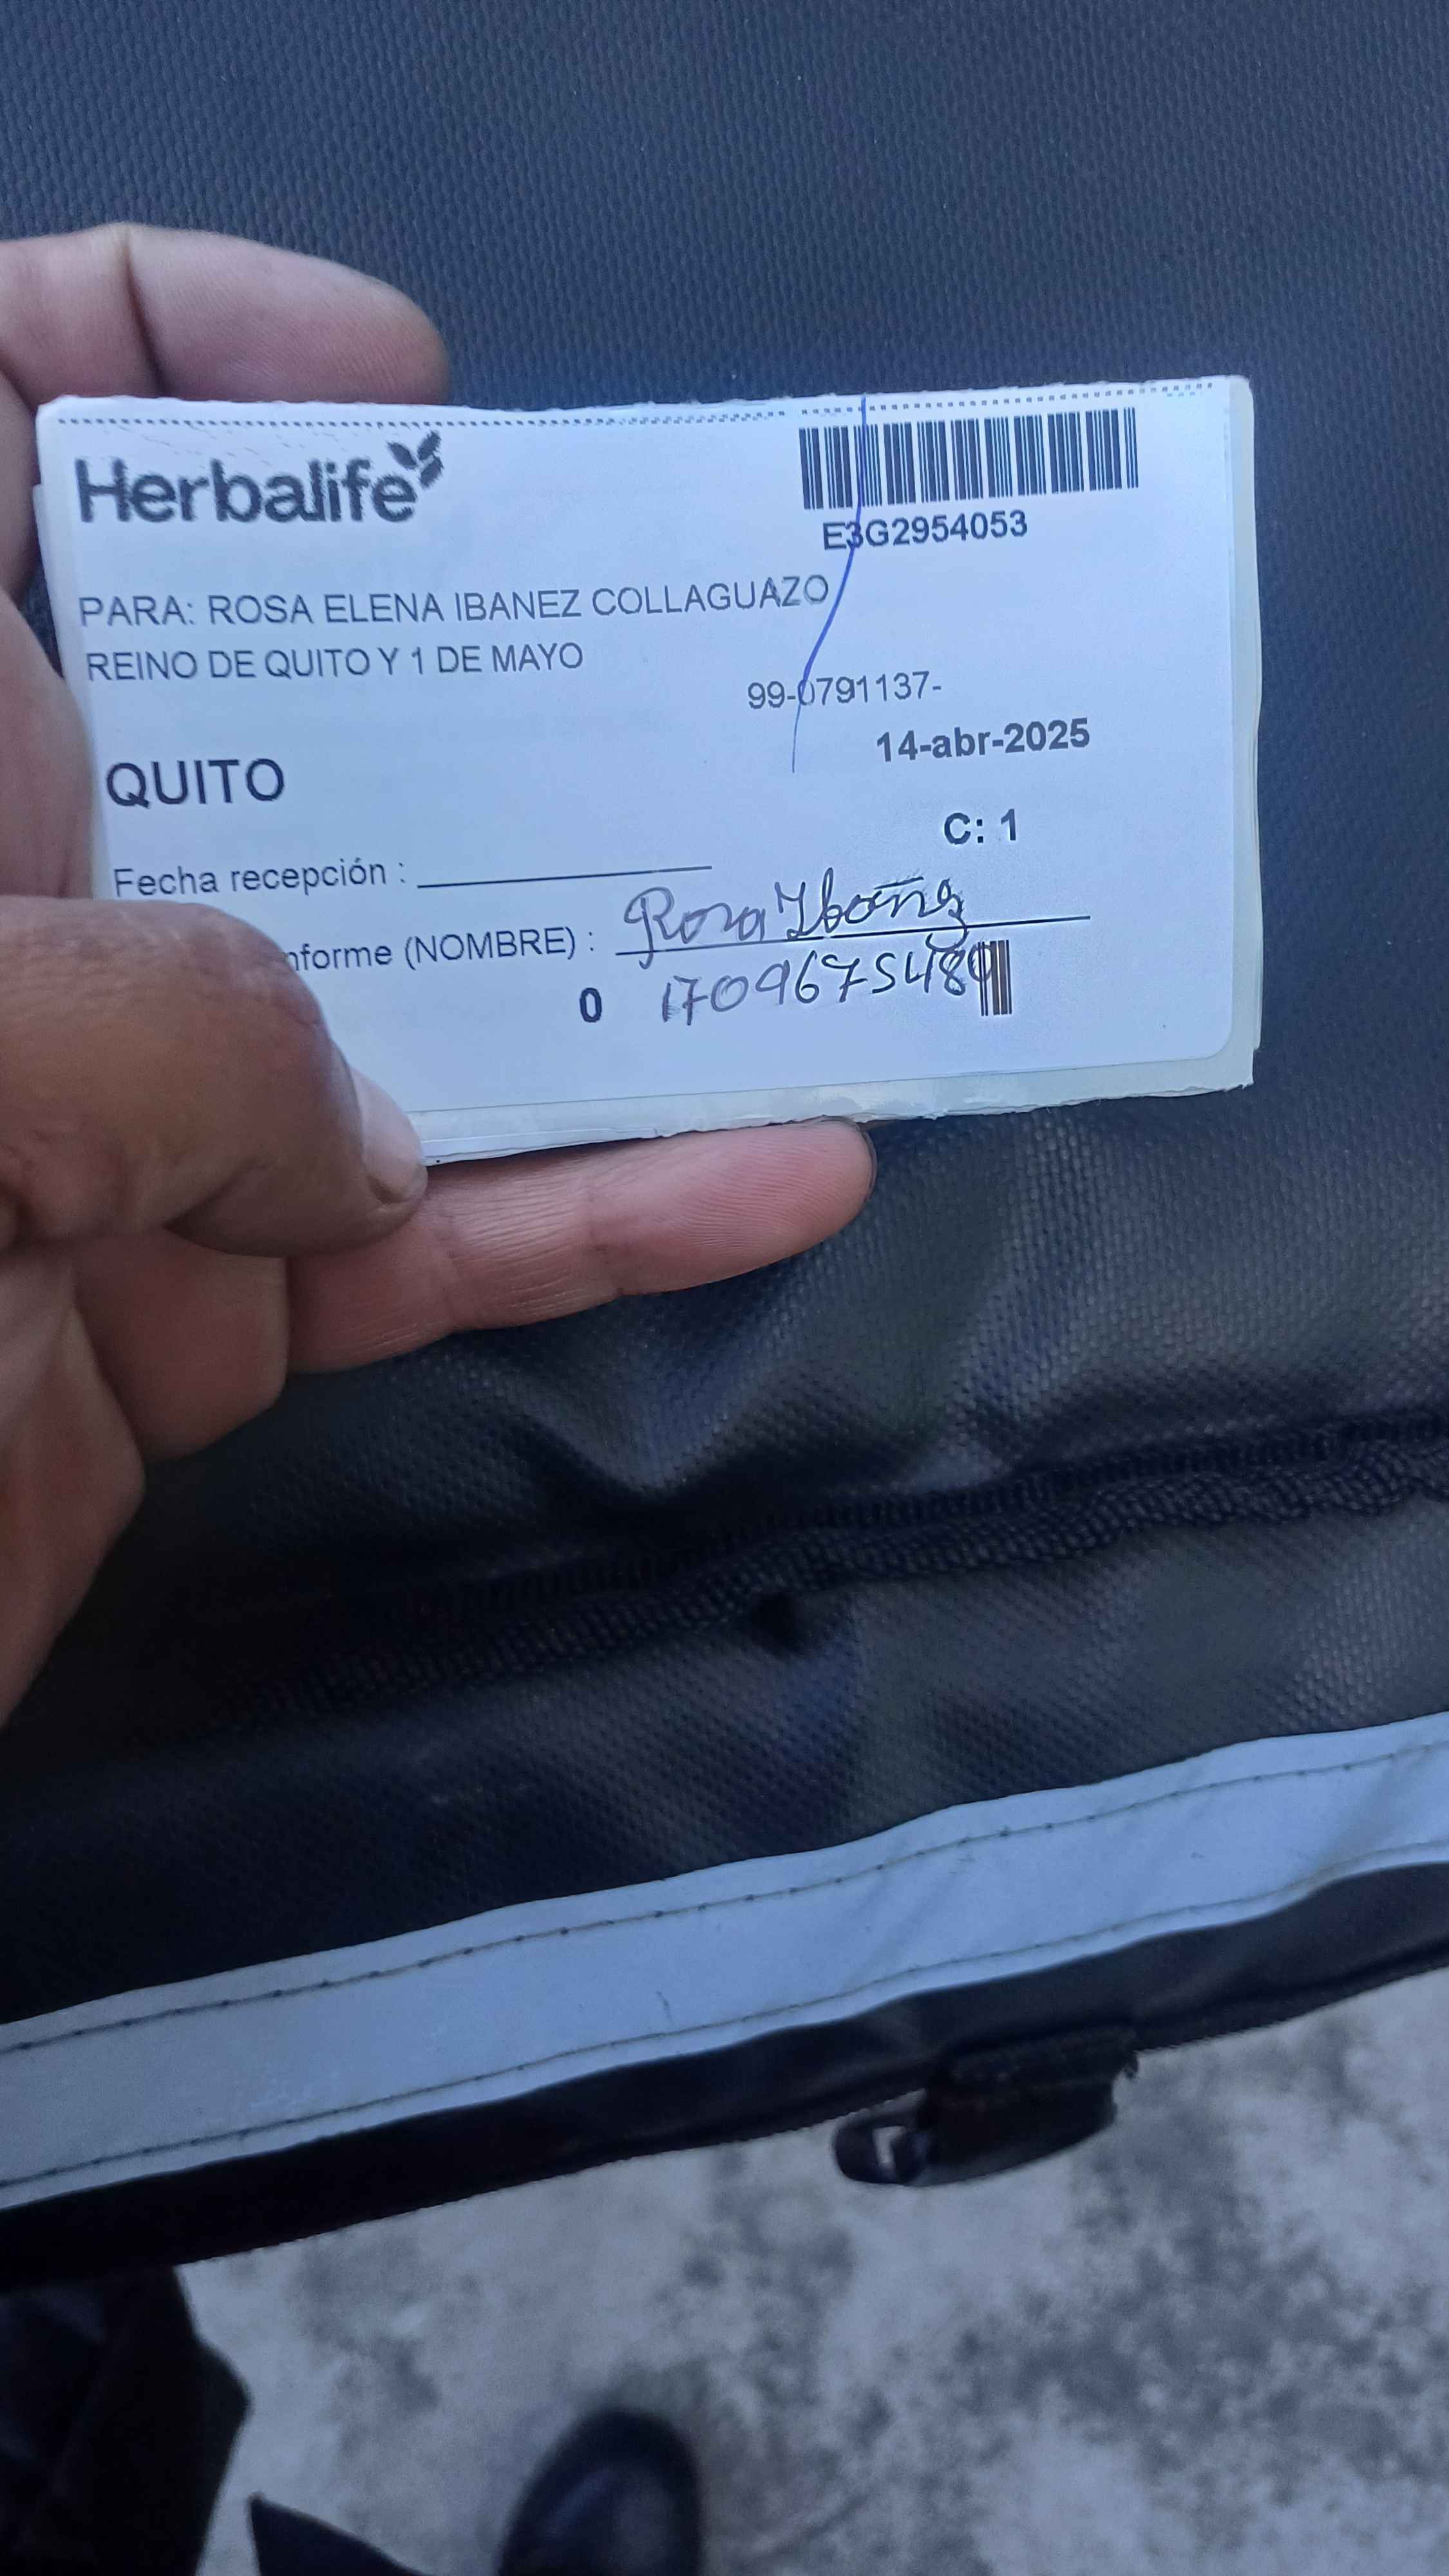 Herbalife
E3G2954053
PARA: ROSA ELENA IBANEZ COLLAGUAZO
REINO DE QUITO Y 1 DE MAYO
99-0791137-
14-abr-2025
QUITO
C: 1
Fecha recepción :
nforme (NOMBRE) : Rosa Ibañez
0 1709675489